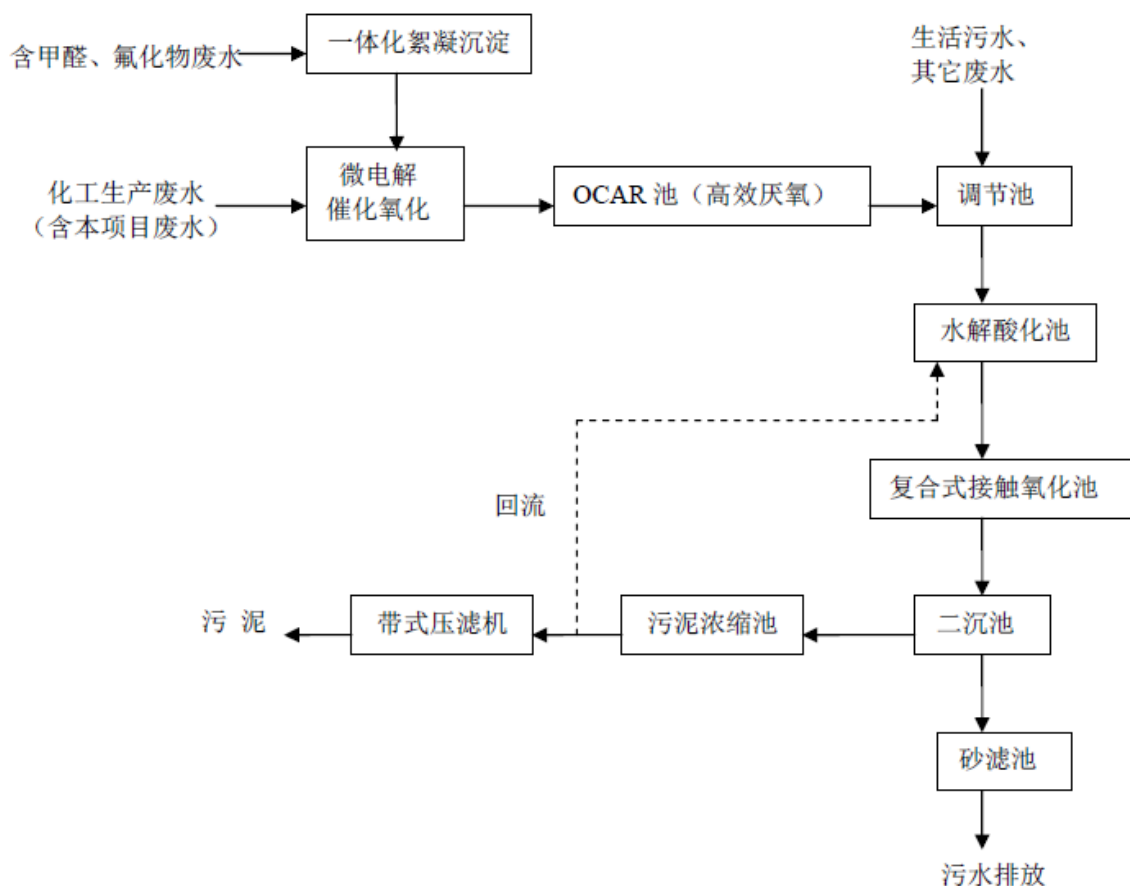 一体化絮凝沉淀
含甲醛、氟化物废水
生活污水、
其它废水
微电解
催化氧化
化工生产废水
（含本项目废水）
OCAR 池（高效厌氧）
调节池
水解酸化池
复合式接触氧化池
回流
污 泥
带式压滤机
污泥浓缩池
二沉池
砂滤池
污水排放